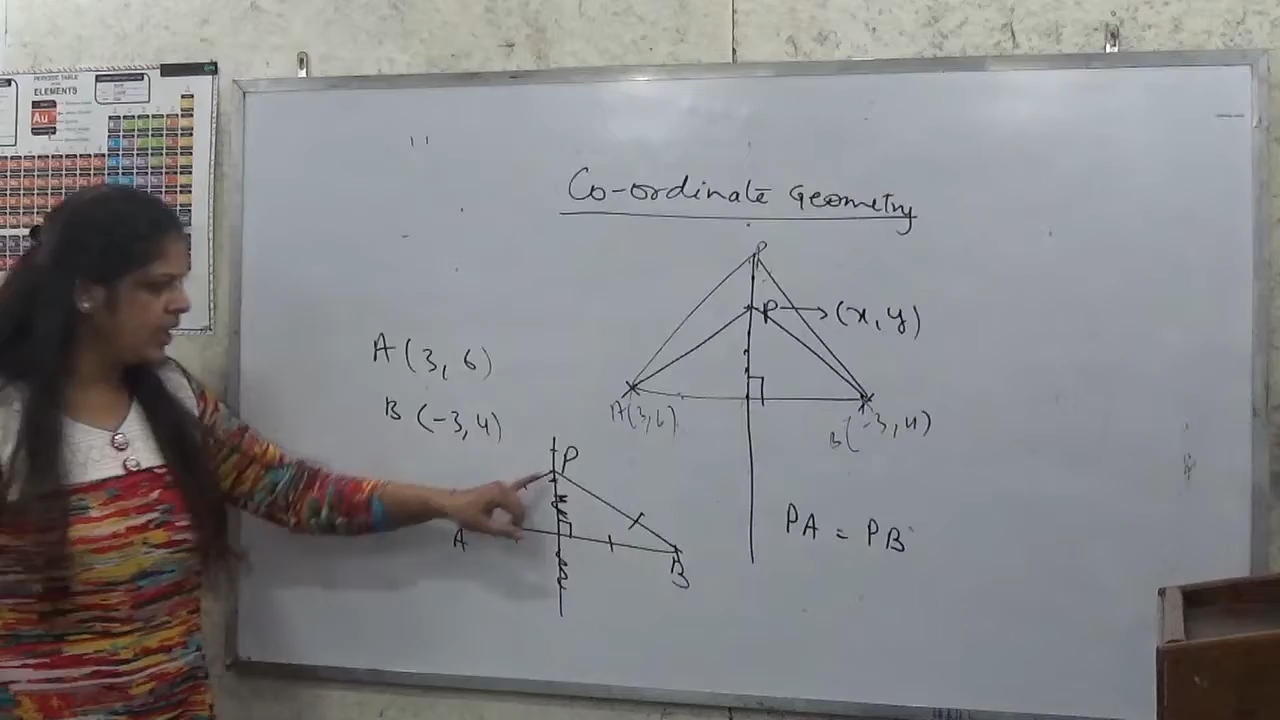 PERIODIC TABLE
ELEMENTS
Au
Co-ordinate Geometry
P
P → (x, y)
A (3, 6)
B (-3, 4)
A(3,6)
B(-3,4)
P
A
B
PA = PB